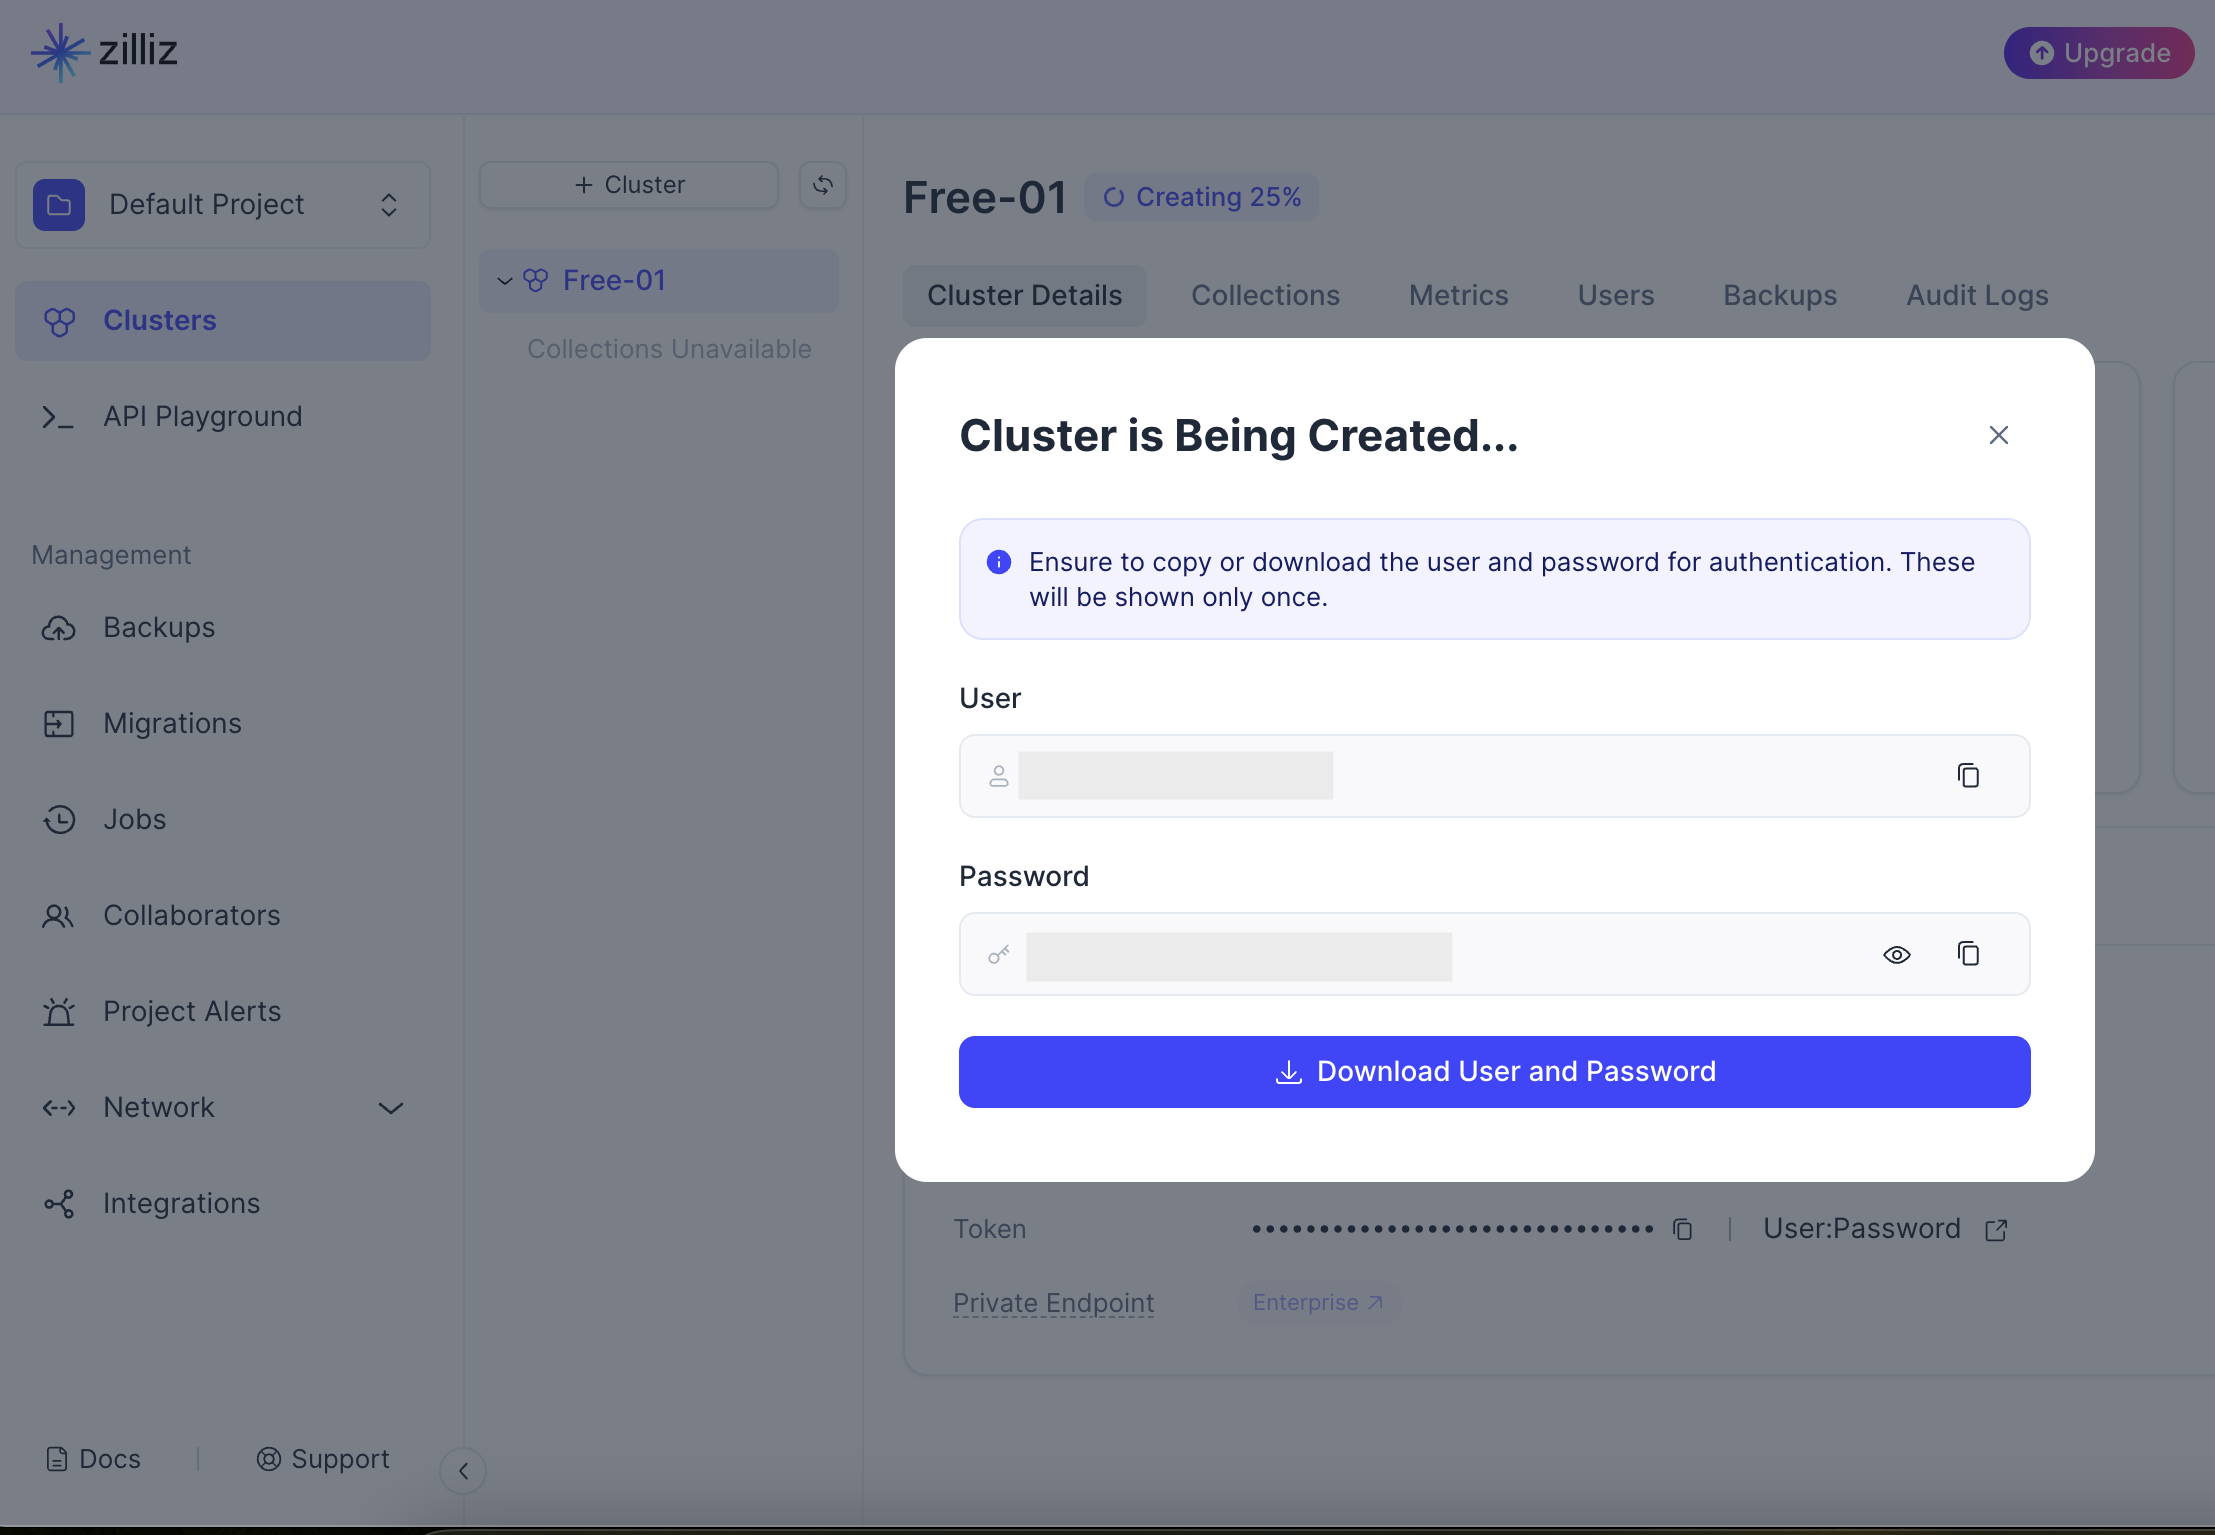 zilliz
Upgrade
Default Project
Clusters
API Playground
Management
Backups
Migrations
Jobs
Collaborators
Project Alerts
Network
Integrations
Docs
Support
+ Cluster
Free-01
Collections Unavailable
Free-01
Creating 25%
Cluster Details
Collections
Metrics
Users
Backups
Audit Logs
Cluster is Being Created...
Ensure to copy or download the user and password for authentication. These
will be shown only once.
User
Password
Download User and Password
Token
User:Password
Private Endpoint
Enterprise